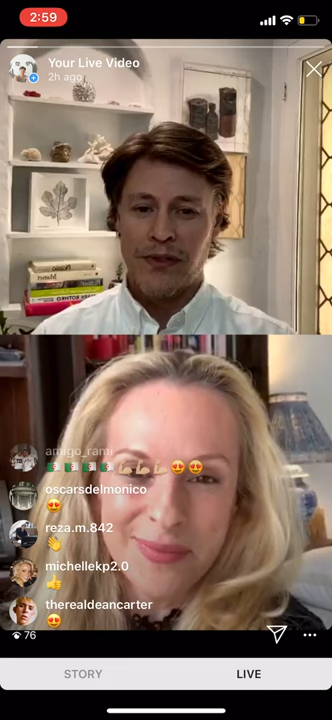 2:59
Your Live Video
2h ago
amigo_rami
oscarsdelmonico
reza.m.842
michellekp2.0
therealdeancarter
76
STORY LIVE